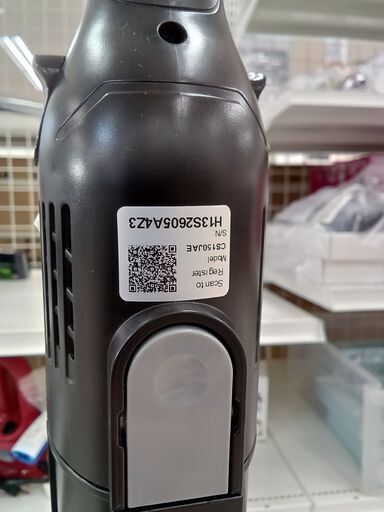 Scan to
Register
Model:
CS150JAE
S/N:
H13S2605A4Z3